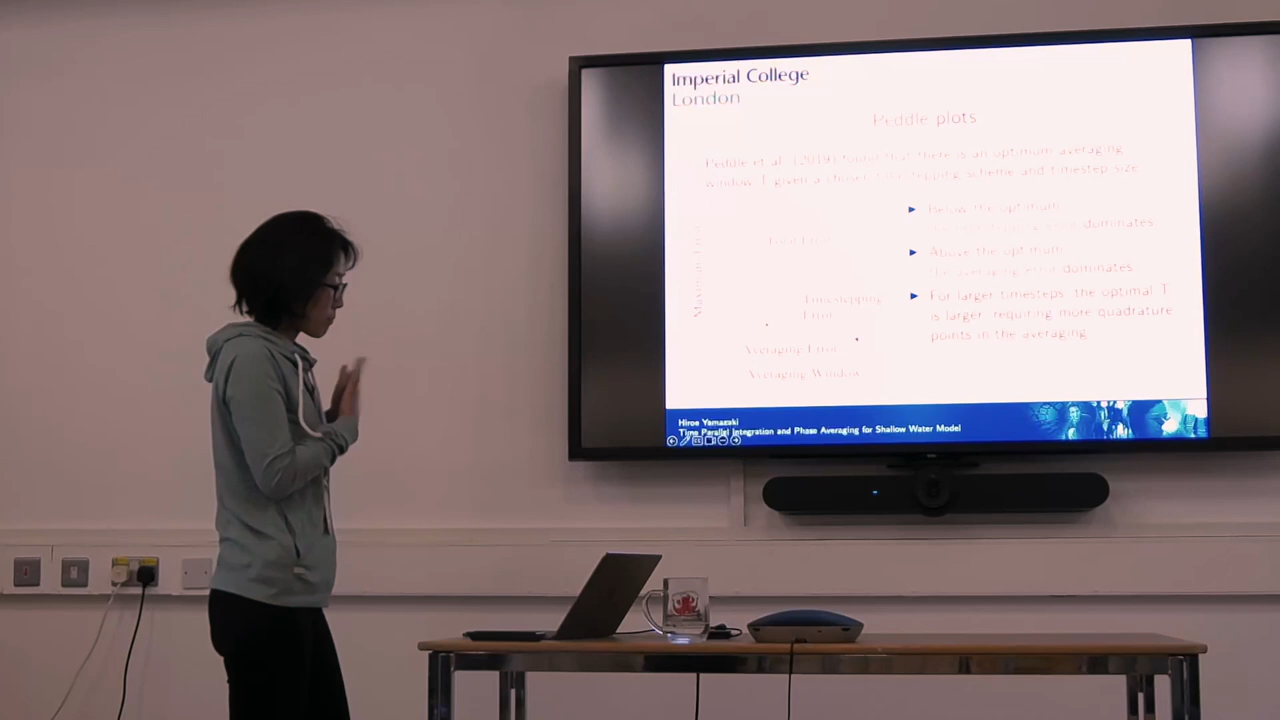 Imperial College
London
Peddle plots
Peddle et al. (2019) found that there is an optimum averaging
window T given a chosen timestepping scheme and timestep size
Below the optimum
dominates
Above the optimum
the averaging error dominates
For larger timesteps the optimal T
is larger requiring more quadrature
points in the averaging
Total Error
Timestepping
Error
Averaging Error
Averaging Window
Hiroe Yamazaki
Time Parallel Integration and Phase Averaging for Shallow Water Model